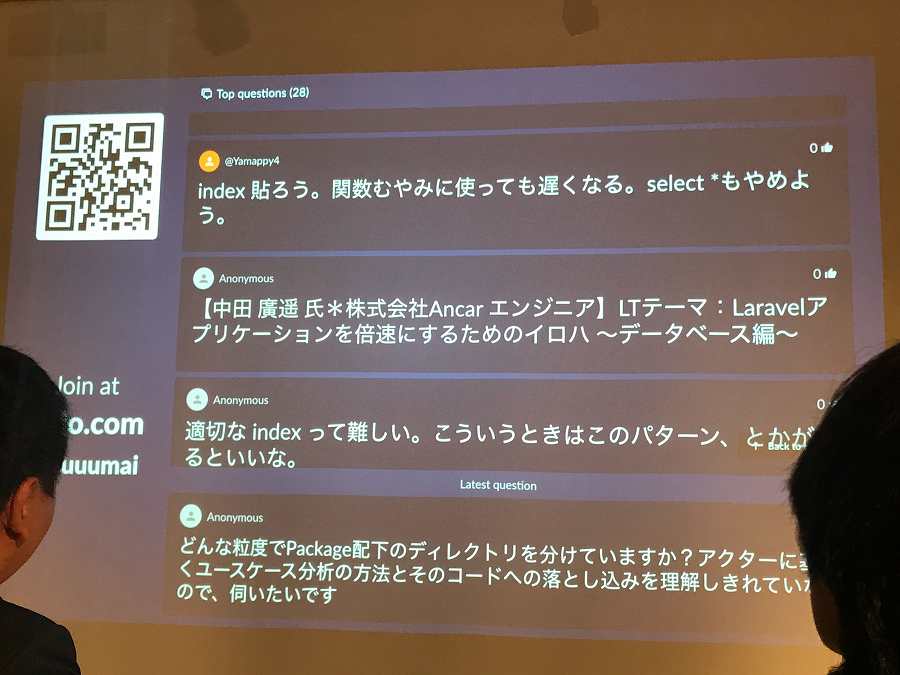 Top questions (28)
@Yamappy4
0
index 貼ろう。関数むやみに使っても遅くなる。select *もやめよ
う。
Anonymous
0
【中田 廣遥 氏＊株式会社Ancar エンジニア】LTテーマ：Laravelア
プリケーションを倍速にするためのイロハ 〜データベース編〜
Anonymous
0
適切な index って難しい。こういうときはこのパターン、とかが
るといいな。
Back to
Latest question
Anonymous
どんな粒度でPackage配下のディレクトリを分けていますか？アクターに
くユースケース分析の方法とそのコードへの落とし込みを理解しきれてい
ので、伺いたいです
Join at
o.com
uuumai